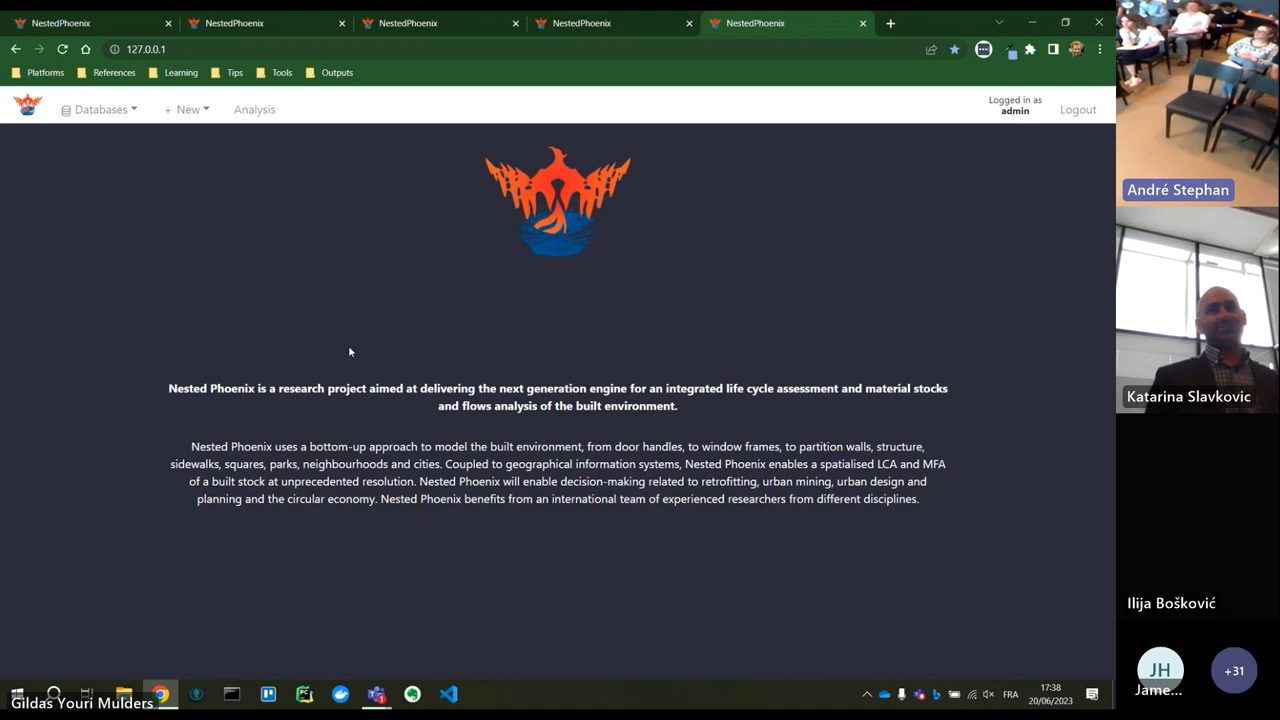 NestedPhoenix
NestedPhoenix
NestedPhoenix
NestedPhoenix
NestedPhoenix
127.0.0.1
Platforms
References
Learning
Tips
Tools
Outputs
Databases
+ New
Analysis
Logged in as
admin
Logout
Nested Phoenix is a research project aimed at delivering the next generation engine for an integrated life cycle assessment and material stocks
and flows analysis of the built environment.
Nested Phoenix uses a bottom-up approach to model the built environment, from door handles, to window frames, to partition walls, structure,
sidewalks, squares, parks, neighbourhoods and cities. Coupled to geographical information systems, Nested Phoenix enables a spatialised LCA and MFA
of a built stock at unprecedented resolution. Nested Phoenix will enable decision-making related to retrofitting, urban mining, urban design and
planning and the circular economy. Nested Phoenix benefits from an international team of experienced researchers from different disciplines.
André Stephan
Katarina Slavkovic
Ilija Bošković
JH
Jame...
+31
Gildas Youri Mulders
FRA
17:38
20/06/2023